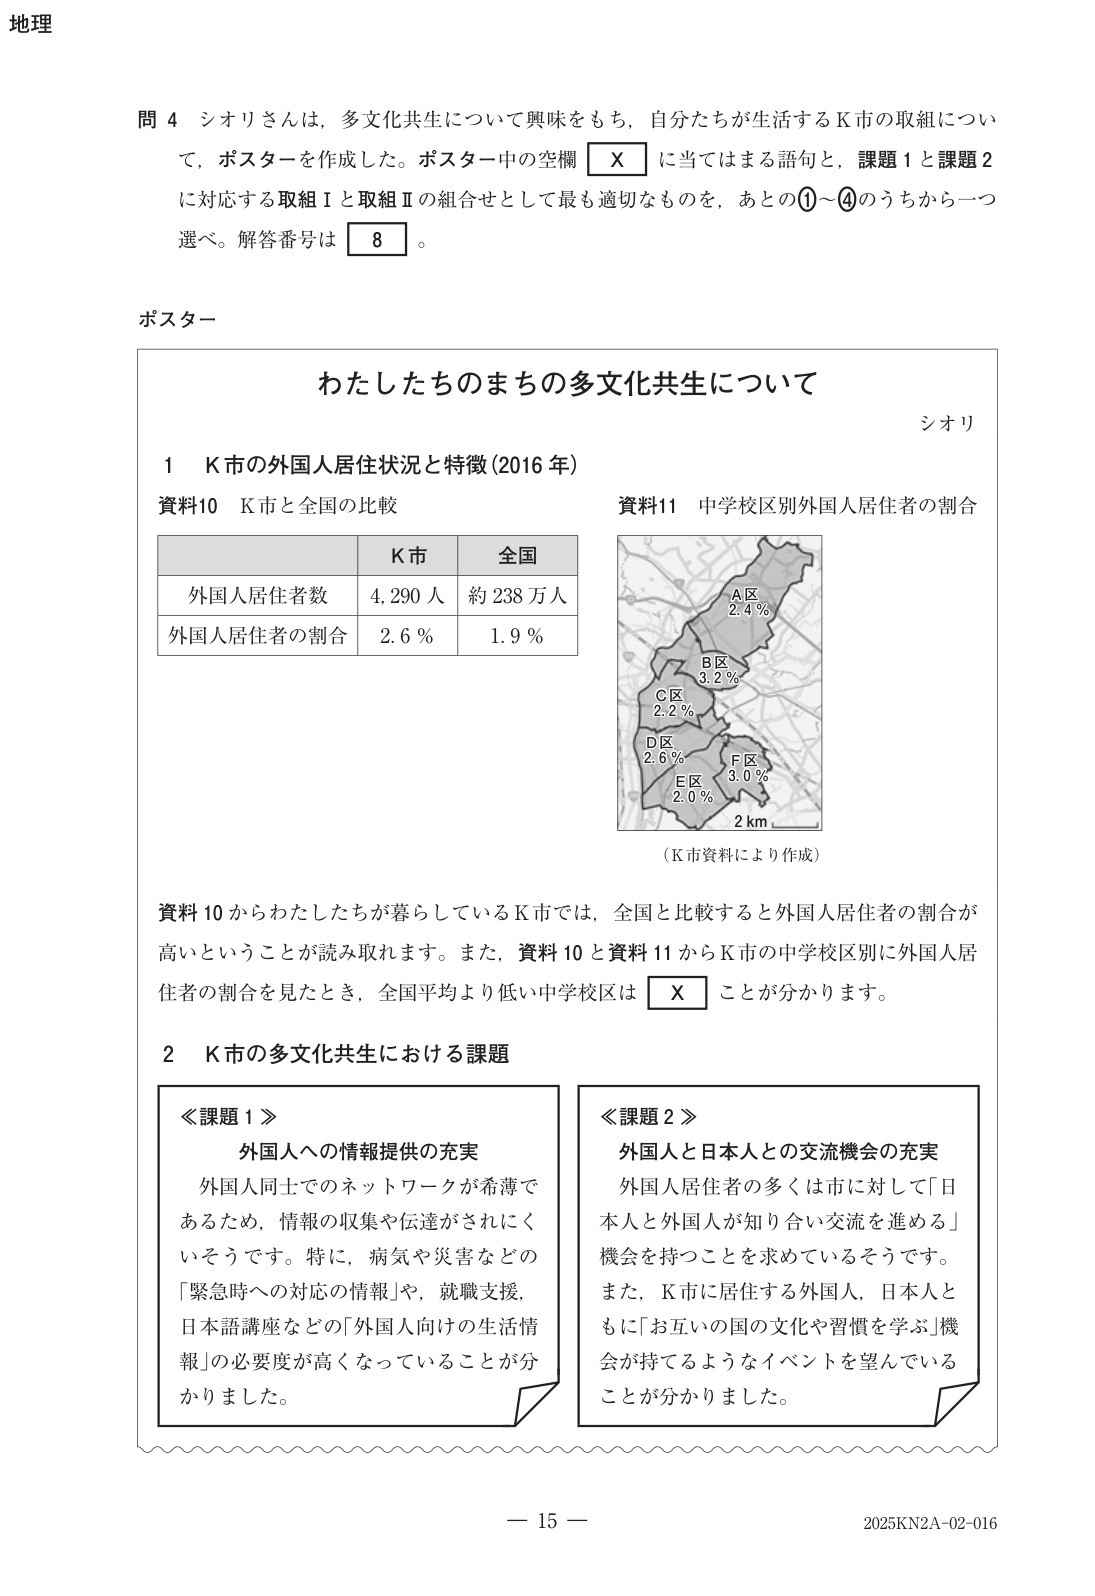 地理
問 4 シオリさんは，多文化共生について興味をもち，自分たちが生活するＫ市の取組につい
て，ポスターを作成した。ポスター中の空欄 X に当てはまる語句と，課題 1 と課題 2
に対応する取組Ⅰと取組Ⅱの組合せとして最も適切なものを，あとの①～④のうちから一つ
選べ。解答番号は 8 。
ポスター
わたしたちのまちの多文化共生について
シオリ
1 Ｋ市の外国人居住状況と特徴(2016 年)
資料10 Ｋ市と全国の比較
Ｋ市 全国
外国人居住者数 4,290 人 約 238 万人
外国人居住者の割合 2.6 % 1.9 %
資料11 中学校区別外国人居住者の割合
A区
2.4 %
B区
3.2 %
C区
2.2 %
D区
2.6 %
E区
2.0 %
F区
3.0 %
2 km
（Ｋ市資料により作成）
資料 10 からわたしたちが暮らしているＫ市では，全国と比較すると外国人居住者の割合が
高いということが読み取れます。また，資料 10 と資料 11 からＫ市の中学校区別に外国人居
住者の割合を見たとき，全国平均より低い中学校区は X ことが分かります。
2 Ｋ市の多文化共生における課題
≪課題 1 ≫
外国人への情報提供の充実
外国人同士でのネットワークが希薄で
あるため，情報の収集や伝達がされにく
いそうです。特に，病気や災害などの
「緊急時への対応の情報」や，就職支援，
日本語講座などの「外国人向けの生活情
報」の必要度が高くなっていることが分
かりました。
≪課題 2 ≫
外国人と日本人との交流機会の充実
外国人居住者の多くは市に対して「日
本人と外国人が知り合い交流を進める」
機会を持つことを求めているそうです。
また，Ｋ市に居住する外国人，日本人と
もに「お互いの国の文化や習慣を学ぶ」機
会が持てるようなイベントを望んでいる
ことが分かりました。
― 15 ―
2025KN2A-02-016